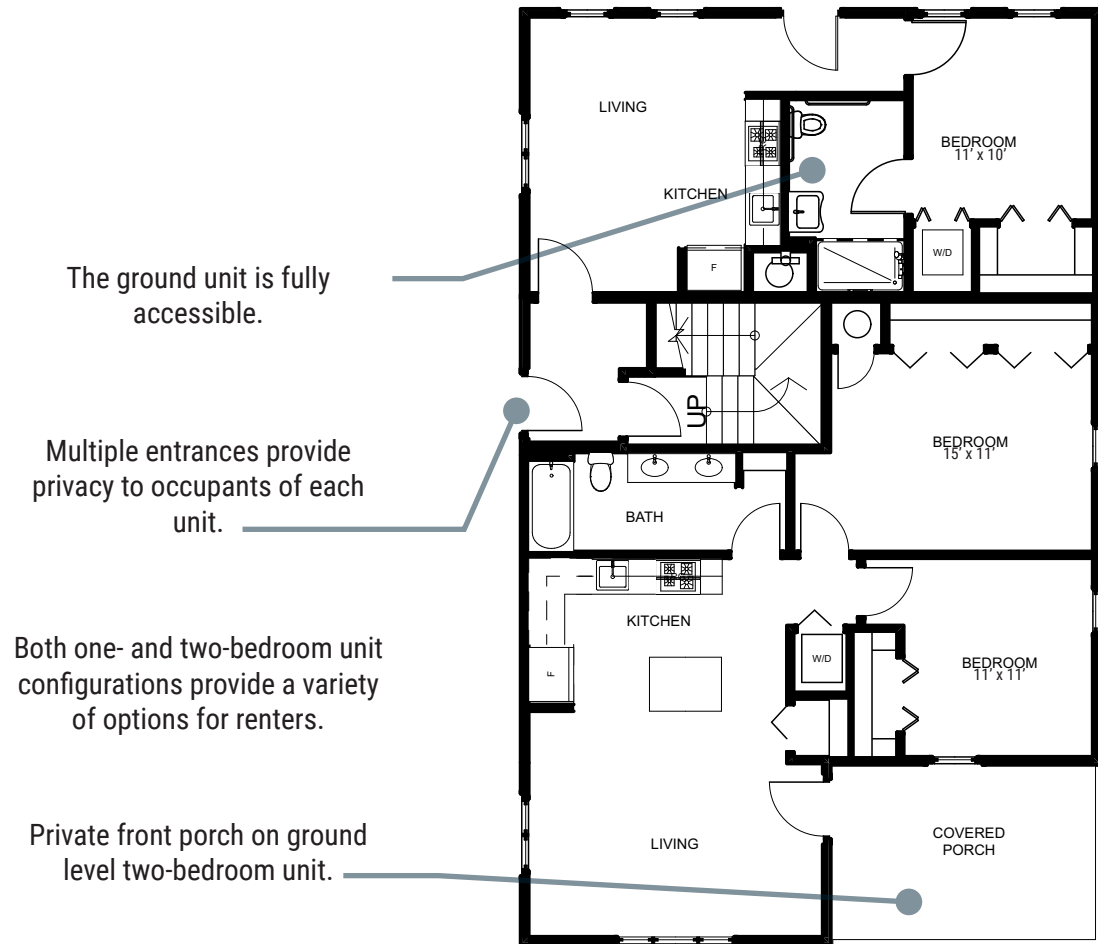 The ground unit is fully
accessible.
Multiple entrances provide
privacy to occupants of each
unit.
Both one- and two-bedroom unit
configurations provide a variety
of options for renters.
Private front porch on ground
level two-bedroom unit.
LIVING
KITCHEN
BEDROOM
11' x 10'
W/D
F
UP
BEDROOM
15' x 11'
BATH
KITCHEN
F
W/D
BEDROOM
11' x 11'
LIVING
COVERED
PORCH